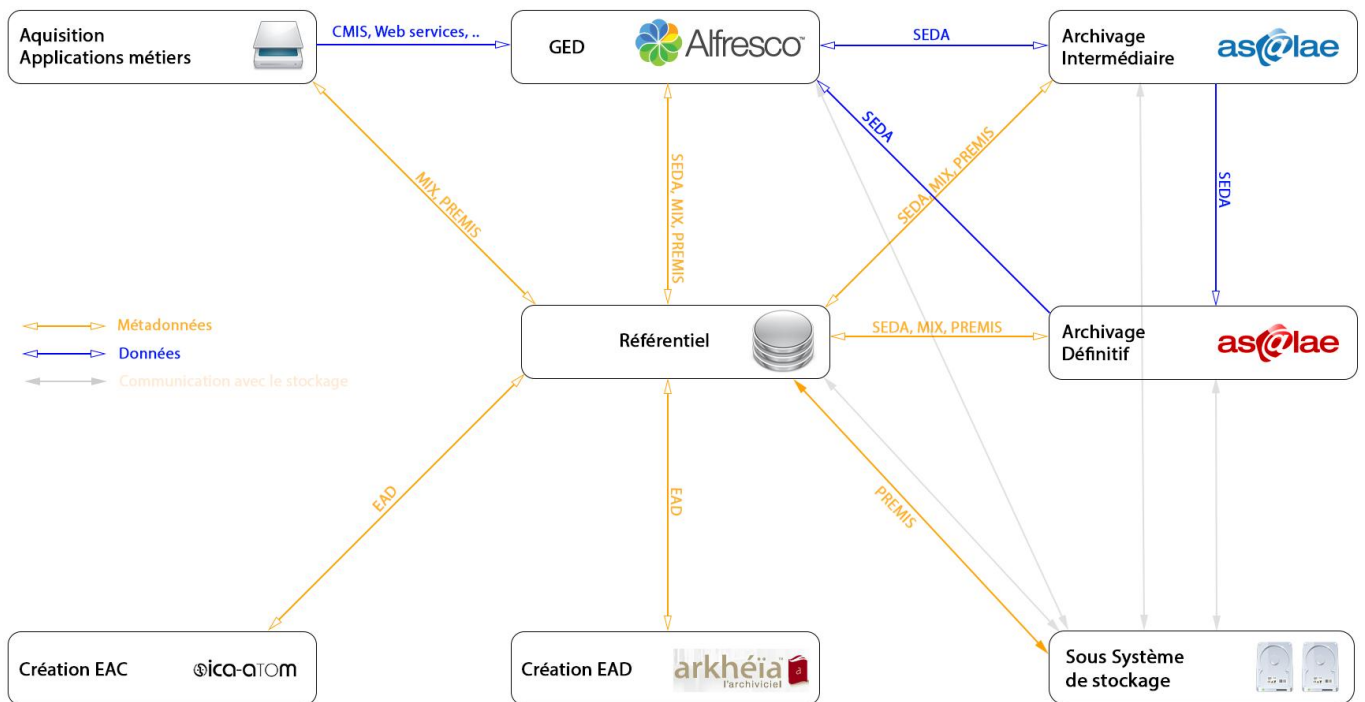 Aquisition
Applications métiers
CMIS, Web services, ..
GED
Alfresco™
SEDA
Archivage
Intermédiaire
as@lae
MIX, PREMIS
SEDA, MIX, PREMIS
SEDA
SEDA, MIX, PREMIS
SEDA
Métadonnées
Données
Communication avec le stockage
Référentiel
SEDA, MIX, PREMIS
Archivage
Définitif
as@lae
EAD
EAD
PREMIS
Création EAC
ica-atom
Création EAD
arkhéïa
l'archiviciel
a
Sous Système
de stockage